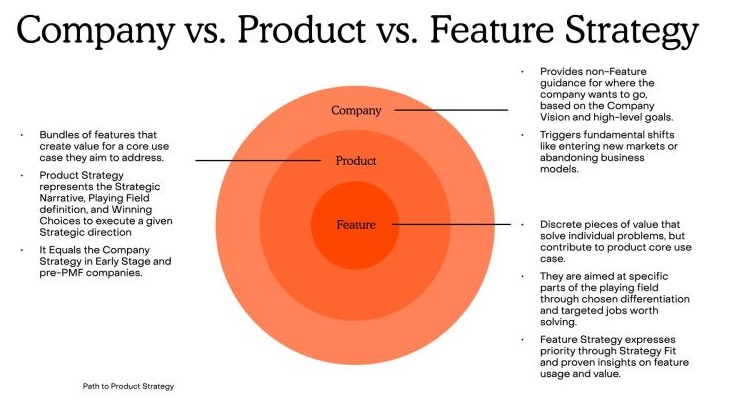 Company vs. Product vs. Feature Strategy
· Bundles of features that
create value for a core use
case they aim to address.
· Product Strategy
represents the Strategic
Narrative, Playing Field
definition, and Winning
Choices to execute a given
Strategic direction
· It Equals the Company
Strategy in Early Stage and
pre-PMF companies.
Company
Product
Feature
· Provides non-Feature
guidance for where the
company wants to go,
based on the Company
Vision and high-level goals.
· Triggers fundamental shifts
like entering new markets or
abandoning business
models.
· Discrete pieces of value that
solve individual problems, but
contribute to product core use
case.
· They are aimed at specific
parts of the playing field
through chosen differentiation
and targeted jobs worth
solving.
· Feature Strategy expresses
priority through Strategy Fit
and proven insights on feature
usage and value.
Path to Product Strategy